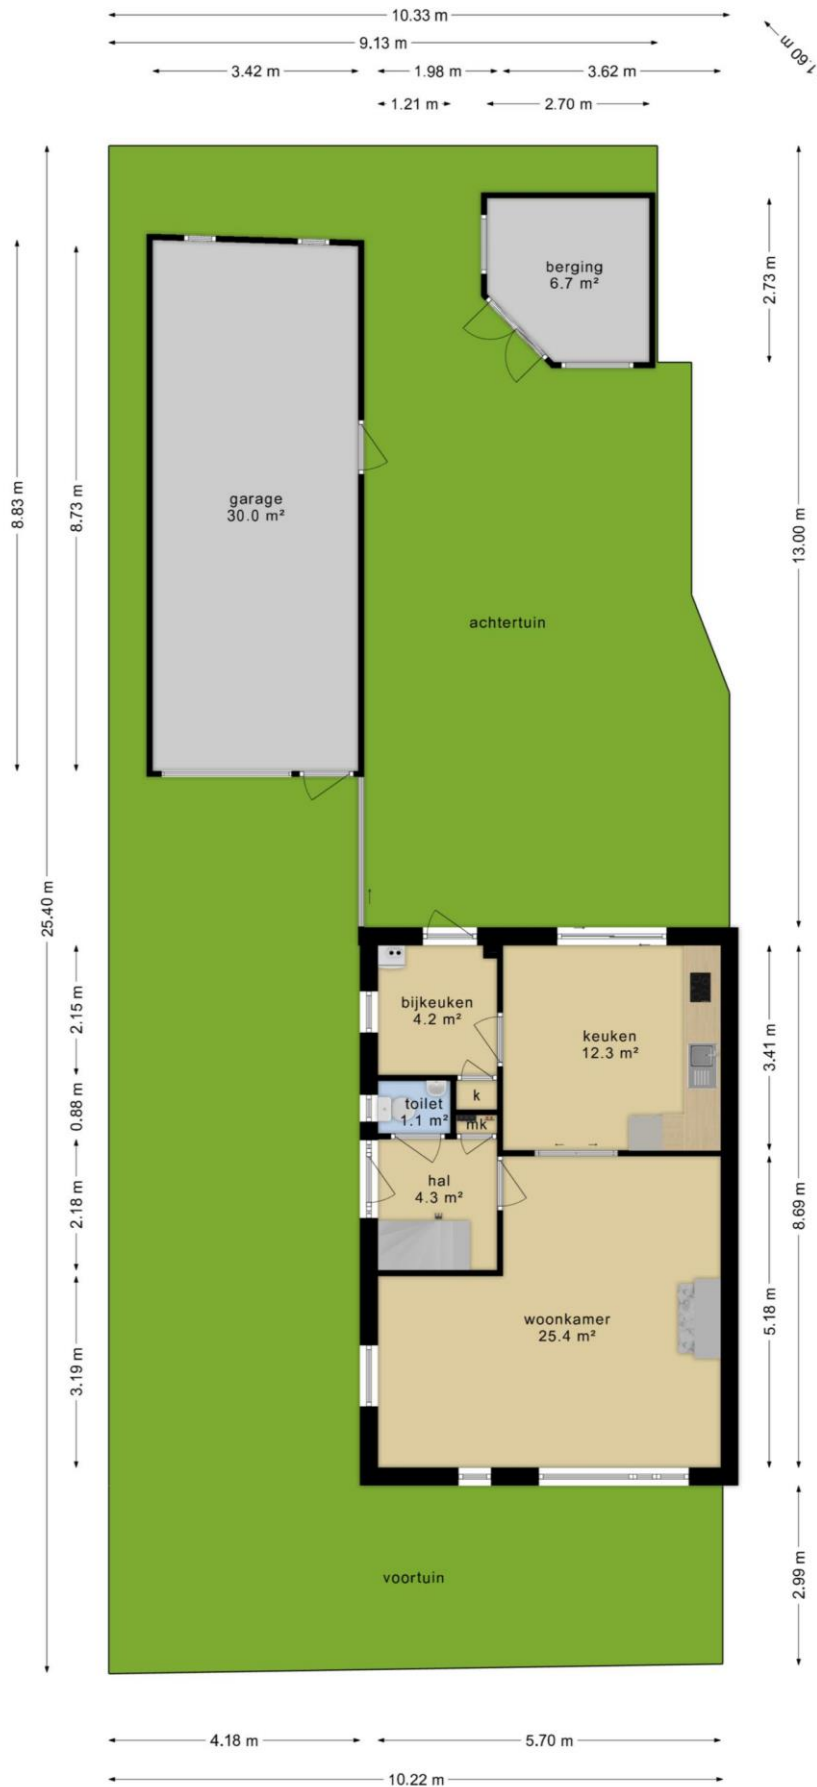 10.33 m
9.13 m
1.60 m
3.42 m
1.98 m
3.62 m
1.21 m
2.70 m
berging
6.7 m²
2.73 m
garage
30.0 m²
8.83 m
8.73 m
13.00 m
achtertuin
25.40 m
bijkeuken
4.2 m²
2.15 m
keuken
12.3 m²
3.41 m
k
toilet
1.1 m²
0.88 m
mk
hal
4.3 m²
2.18 m
8.69 m
woonkamer
25.4 m²
5.18 m
3.19 m
voortuin
2.99 m
4.18 m
5.70 m
10.22 m